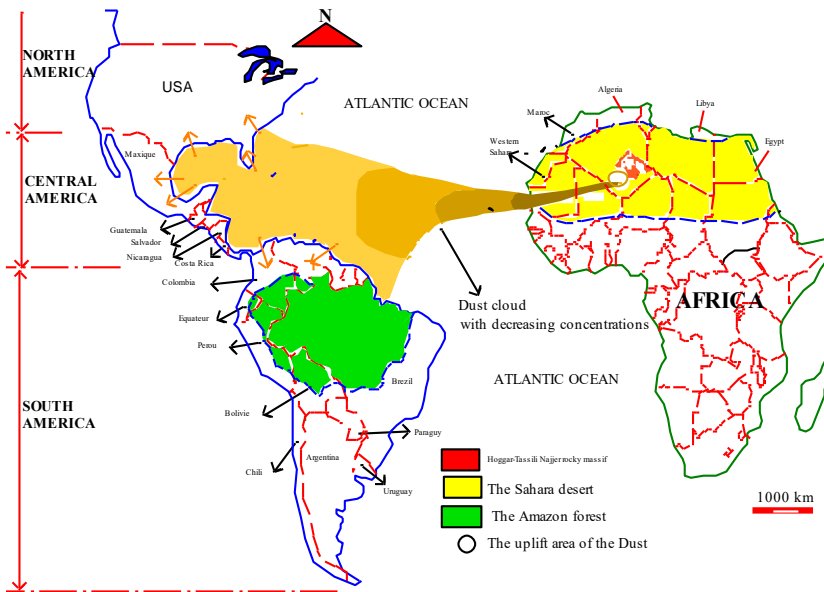 N
NORTH
AMERICA
USA
ATLANTIC OCEAN
Algeria
Maroc
Libya
Western
Sahara
Egypt
Maxique
CENTRAL
AMERICA
Guatemala
Salvador
Nicaragua
Costa Rica
Colombia
Equateur
Perou
Dust cloud
with decreasing concentrations
AFRICA
ATLANTIC OCEAN
Brezil
SOUTH
AMERICA
Bolivie
Paraguy
Argentina
Chili
Uruguay
Hoggar-Tassili Najjer rocky massif
The Sahara desert
The Amazon forest
The uplift area of the Dust
1000 km